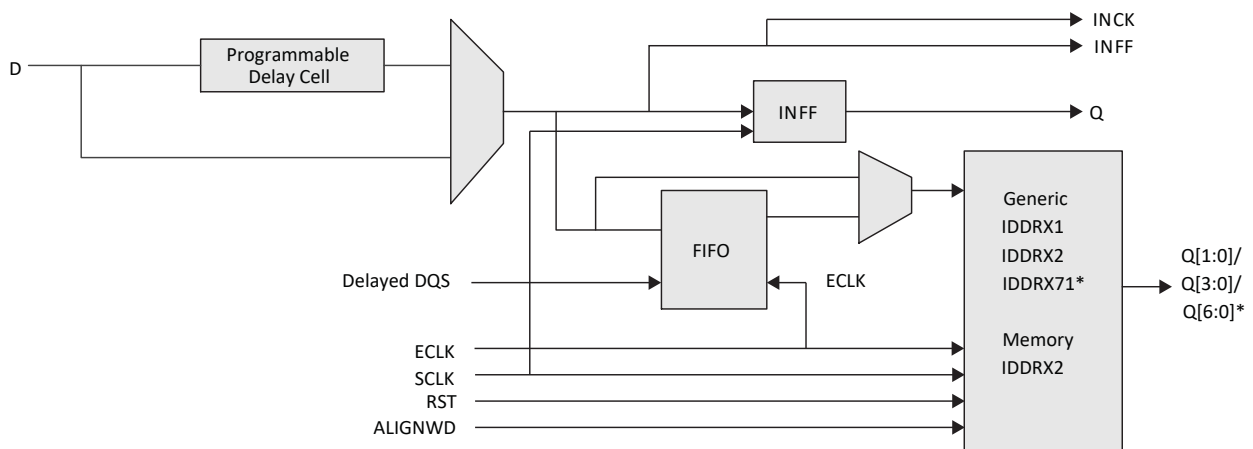 INCK
INFF
D
Programmable
Delay Cell
INFF
Q
FIFO
Delayed DQS
ECLK
Generic
IDDRX1
IDDRX2
IDDRX71*
Memory
IDDRX2
Q[1:0]/
Q[3:0]/
Q[6:0]*
ECLK
SCLK
RST
ALIGNWD